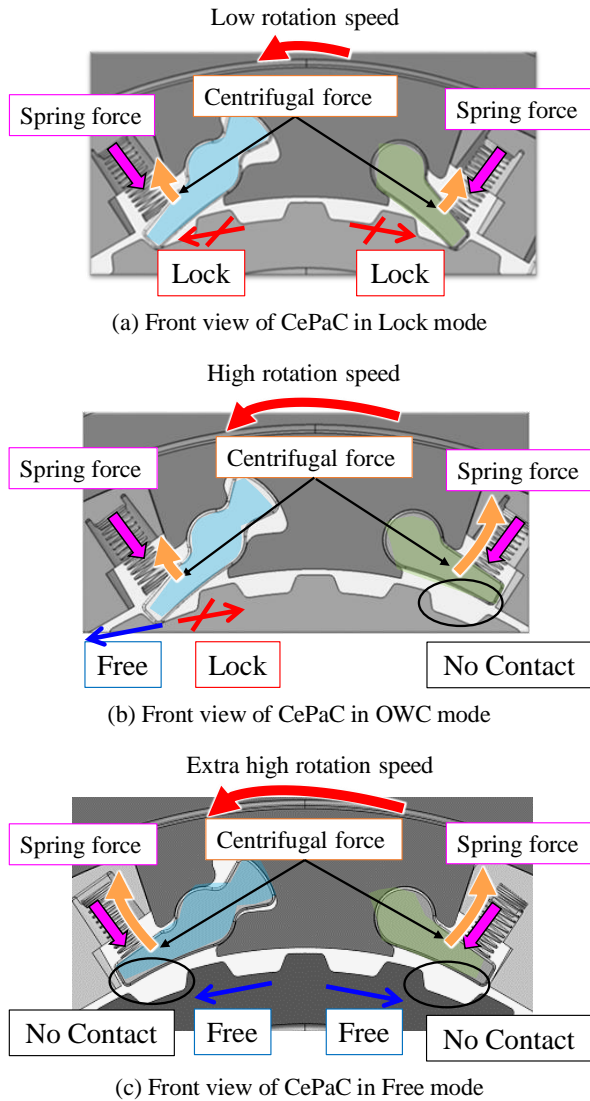 Low rotation speed
Spring force
Centrifugal force
Spring force
Lock
Lock
(a) Front view of CePaC in Lock mode
High rotation speed
Spring force
Centrifugal force
Spring force
Free
Lock
No Contact
(b) Front view of CePaC in OWC mode
Extra high rotation speed
Spring force
Centrifugal force
Spring force
No Contact
Free
Free
No Contact
(c) Front view of CePaC in Free mode